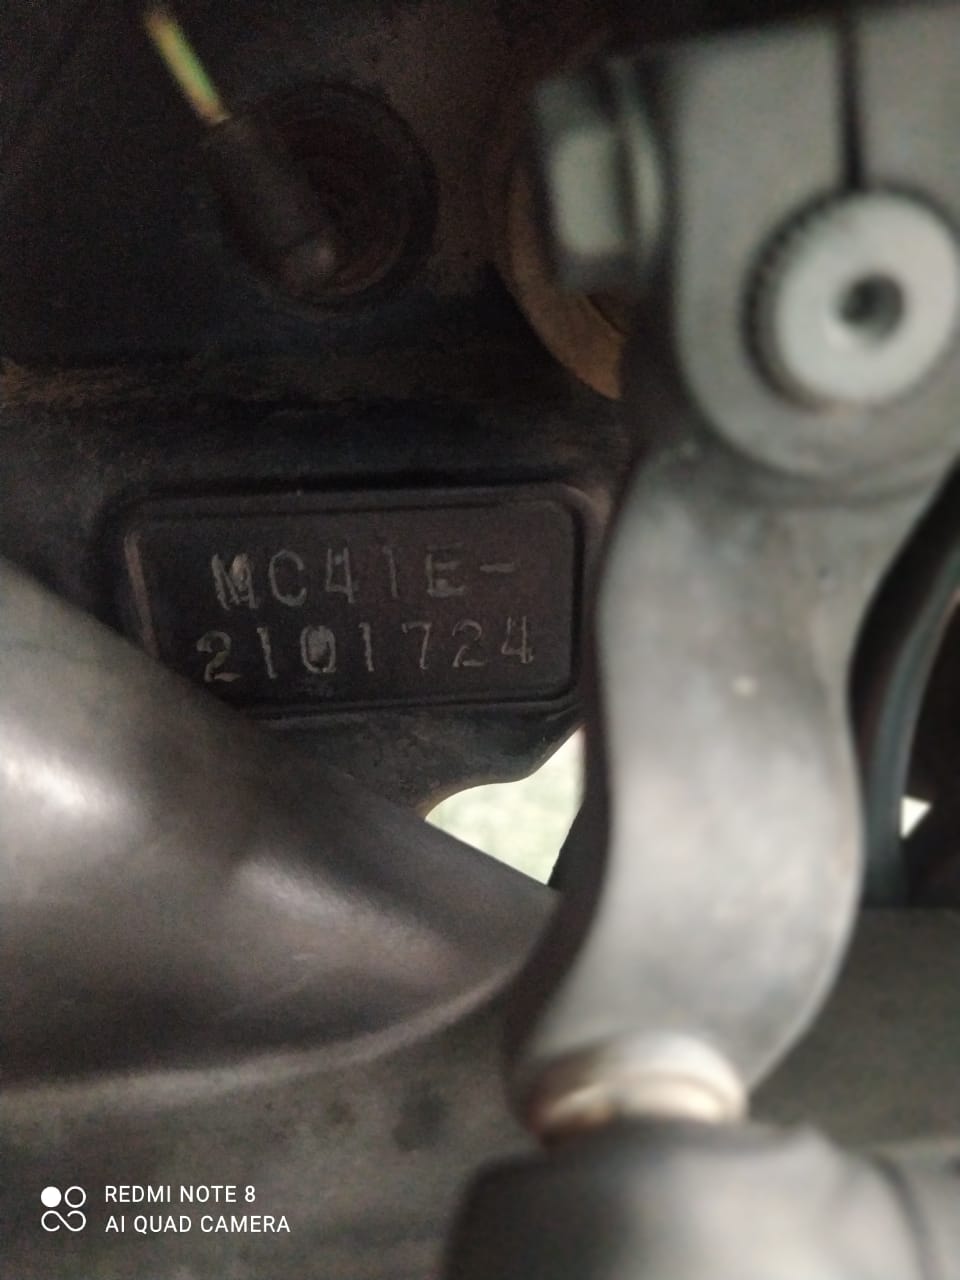 MC41E-
2101724
REDMI NOTE 8
AI QUAD CAMERA